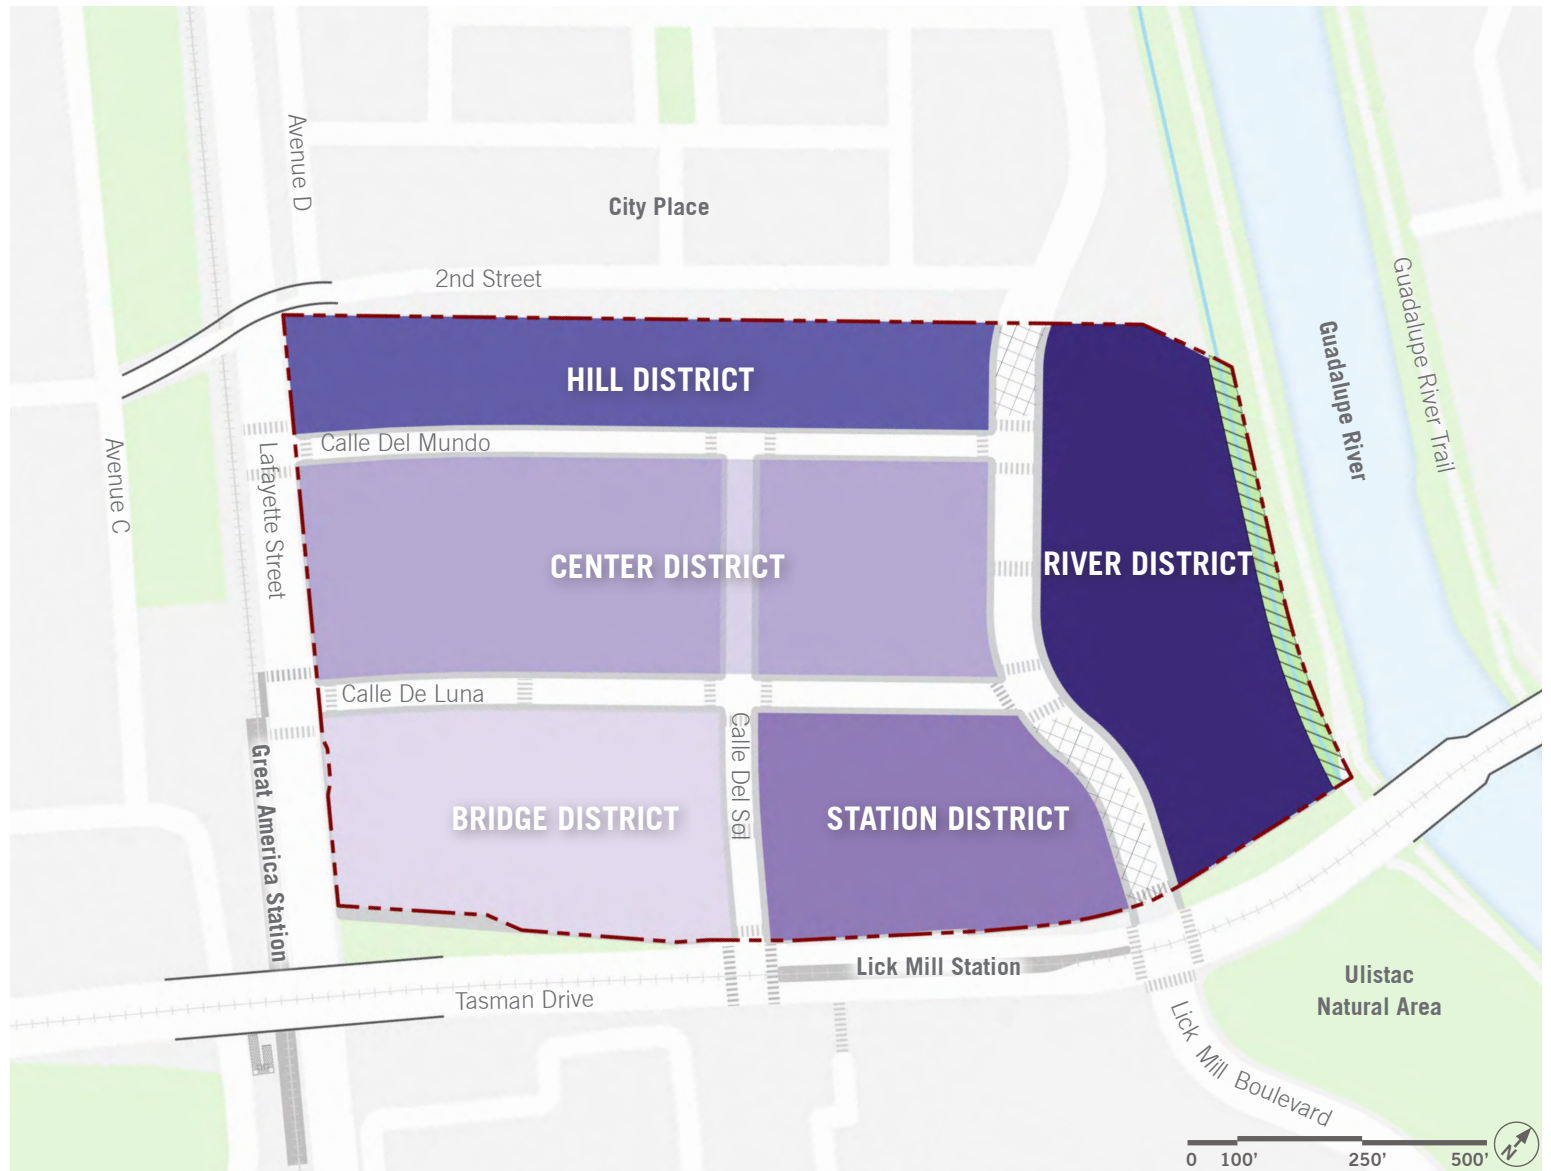 Avenue D
City Place
2nd Street
Guadalupe River Trail
Guadalupe River
HILL DISTRICT
Calle Del Mundo
Avenue C
Lafayette Street
CENTER DISTRICT
RIVER DISTRICT
Calle De Luna
Calle Del Sol
Great America Station
BRIDGE DISTRICT
STATION DISTRICT
Lick Mill Station
Tasman Drive
Ulistac
Natural Area
Lick Mill Boulevard
0 100' 250' 500'
N